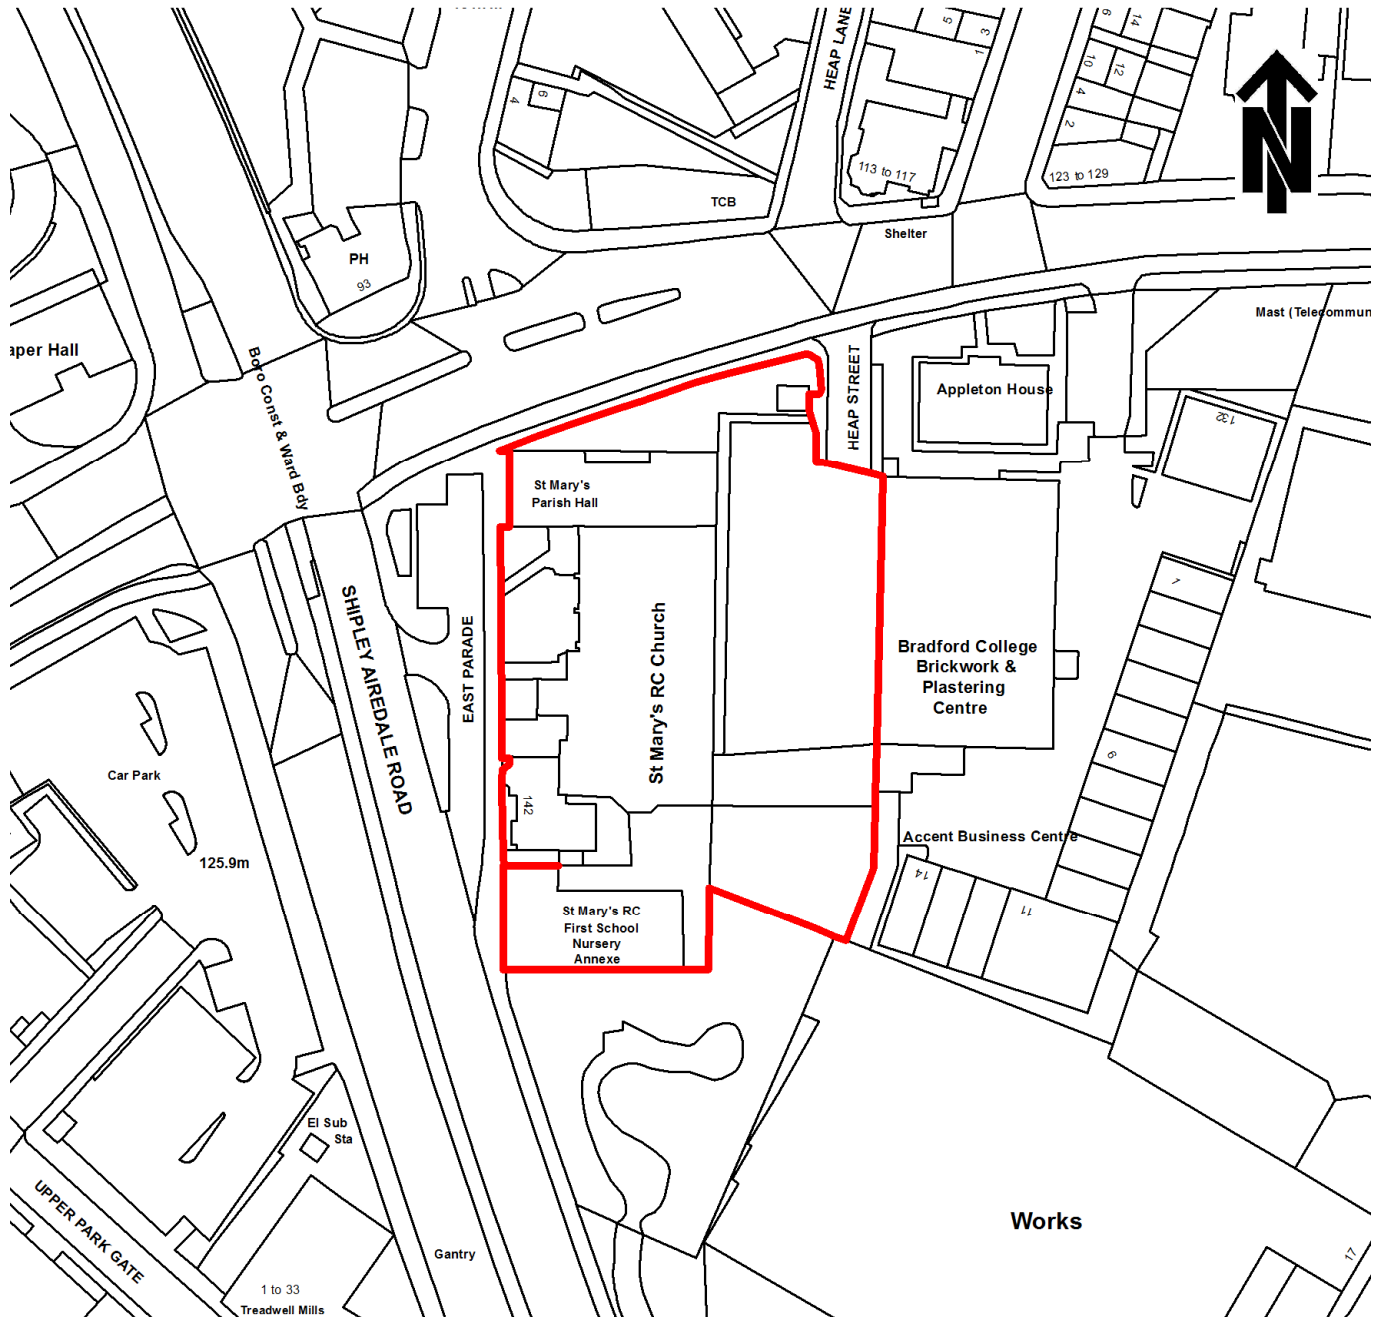 HEAP LANE
5
3
1
6
14
10
12
4
2
4
6
113 to 117
123 to 129
N
TCB
Shelter
PH
93
Mast (Telecommun
aper Hall
Boro Const & Ward Bdy
HEAP STREET
Appleton House
132
St Mary's
Parish Hall
SHIPLEY AIREDALE ROAD
EAST PARADE
St Mary's RC Church
Bradford College
Brickwork &
Plastering
Centre
1
Car Park
142
125.9m
Accent Business Centre
14
11
St Mary's RC
First School
Nursery
Annexe
El Sub
Sta
UPPER PARK GATE
Works
Gantry
17
1 to 33
Treadwell Mills